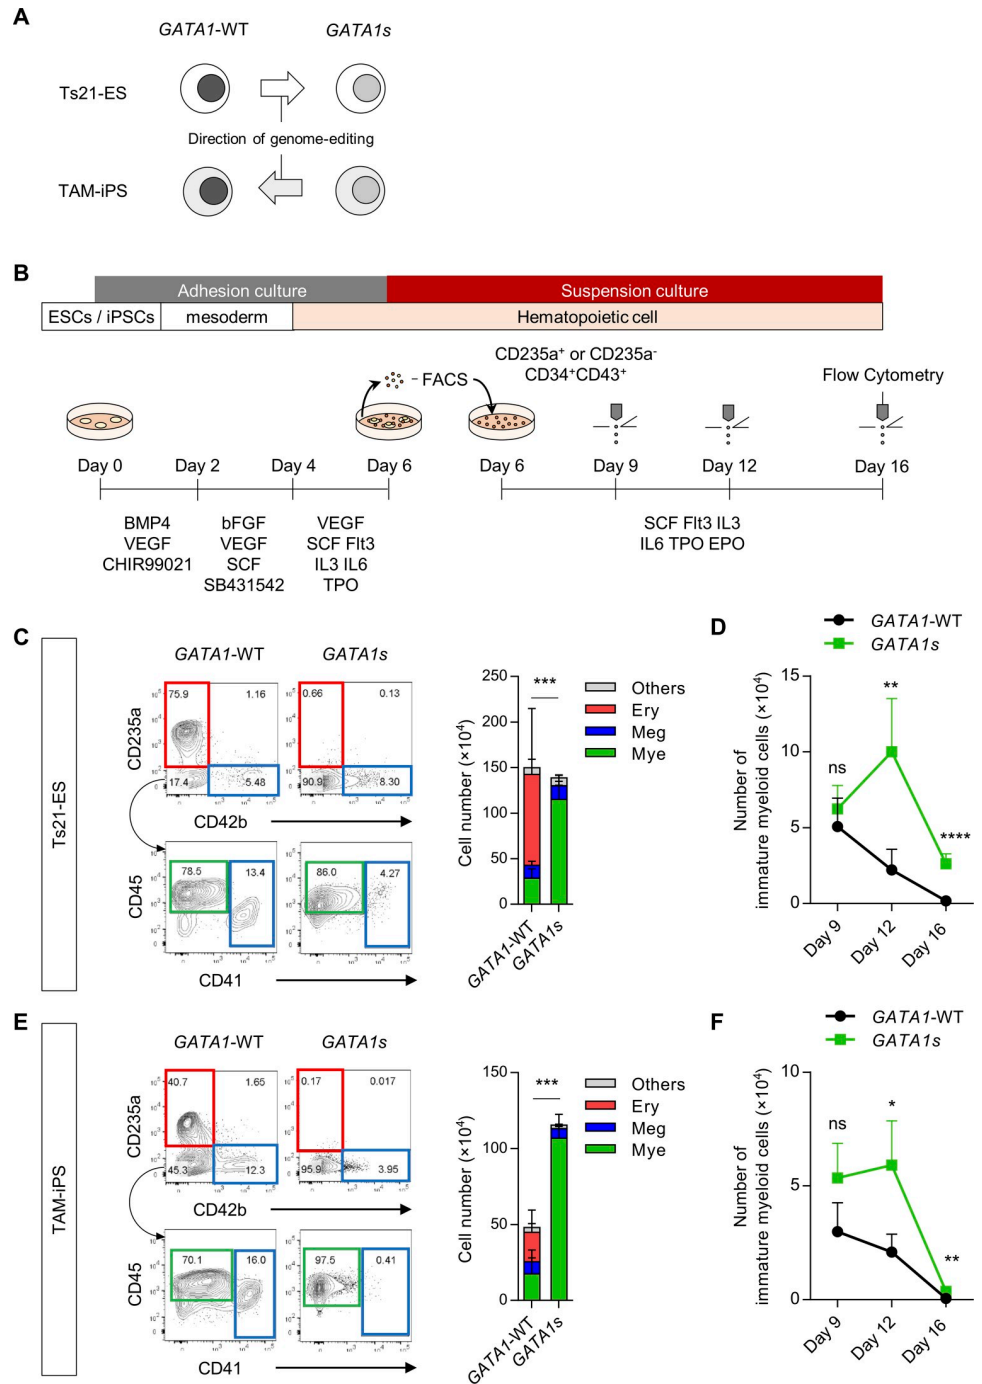 A
GATA1-WT
GATA1s
Ts21-ES
Direction of genome-editing
TAM-iPS
B
Adhesion culture
Suspension culture
ESCs / iPSCs
mesoderm
Hematopoietic cell
CD235a+ or CD235a-
CD34+CD43+
FACS
Flow Cytometry
Day 0
Day 2
Day 4
Day 6
Day 6
Day 9
Day 12
Day 16
BMP4
VEGF
CHIR99021
bFGF
VEGF
SCF
SB431542
VEGF
SCF Flt3
IL3 IL6
TPO
SCF Flt3 IL3
IL6 TPO EPO
C
Ts21-ES
GATA1-WT
GATA1s
CD235a
75.9
1.16
17.4
5.48
0.66
0.13
90.9
8.30
CD42b
CD45
78.5
13.4
86.0
4.27
CD41
Cell number (×10⁴)
250
200
150
100
50
0
***
Others
Ery
Meg
Mye
GATA1-WT
GATA1s
D
GATA1-WT
GATA1s
Number of
immature myeloid cells (×10⁴)
15
10
5
0
ns
**
****
Day 9
Day 12
Day 16
E
TAM-iPS
GATA1-WT
GATA1s
CD235a
40.7
1.65
45.3
12.3
0.17
0.017
95.9
3.95
CD42b
CD45
70.1
16.0
97.5
0.41
CD41
Cell number (×10⁴)
150
100
50
0
***
Others
Ery
Meg
Mye
GATA1-WT
GATA1s
F
GATA1-WT
GATA1s
Number of
immature myeloid cells (×10⁴)
10
5
0
ns
*
**
Day 9
Day 12
Day 16